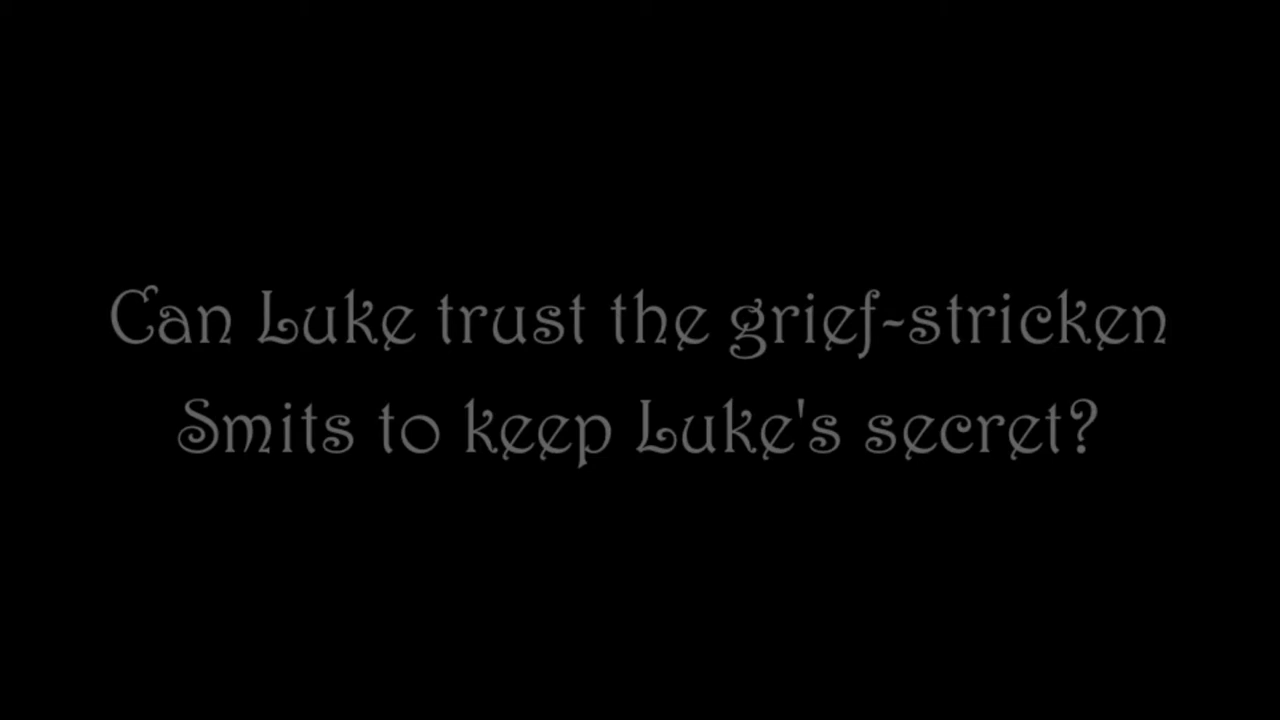 Can Luke trust the grief-stricken
Smits to keep Luke's secret?